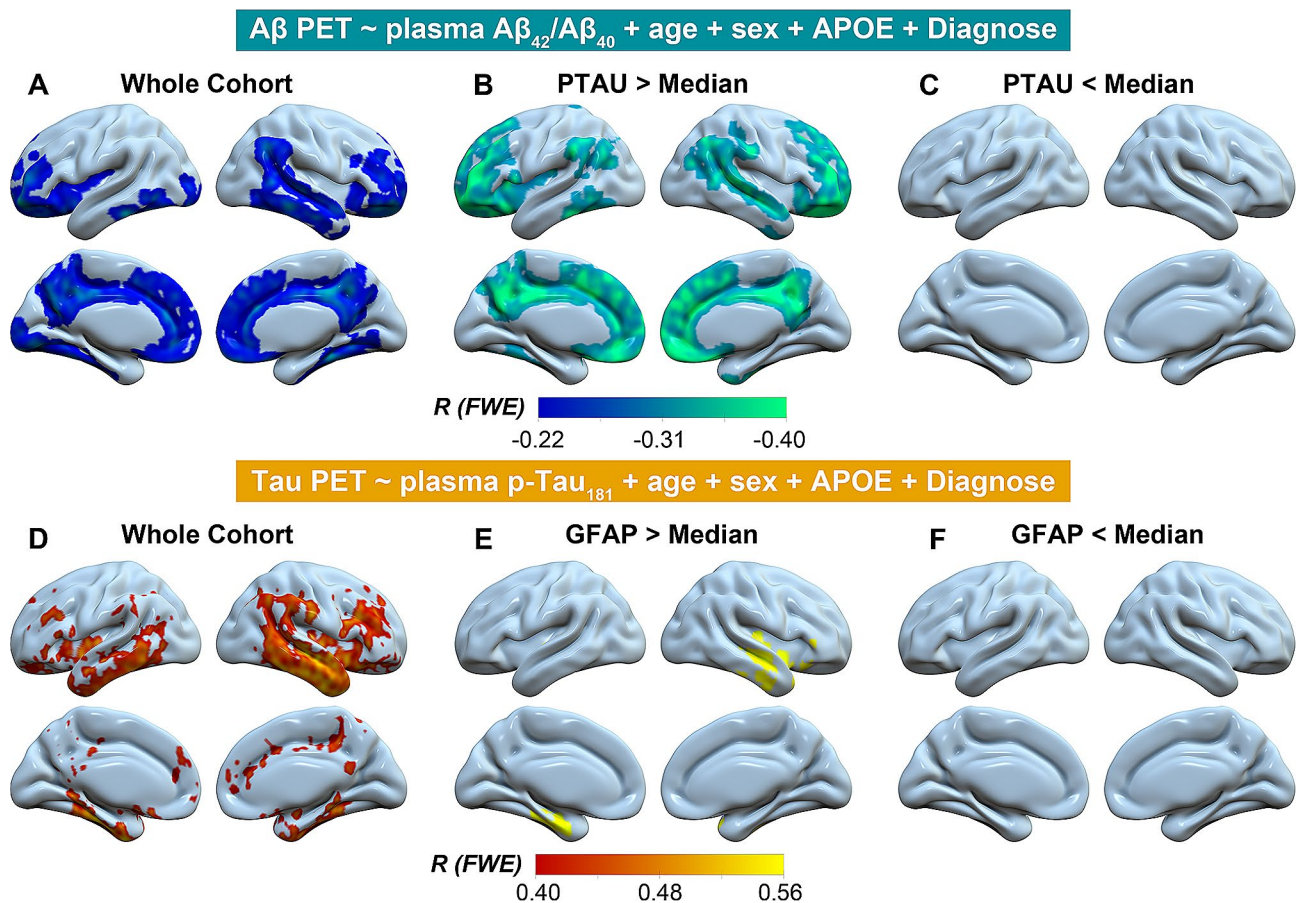 Aβ PET ~ plasma Aβ₄₂/Aβ₄₀ + age + sex + APOE + Diagnose
A Whole Cohort B PTAU > Median C PTAU < Median
R (FWE)
-0.22 -0.31 -0.40
Tau PET ~ plasma p-Tau₁₈₁ + age + sex + APOE + Diagnose
D Whole Cohort E GFAP > Median F GFAP < Median
R (FWE)
0.40 0.48 0.56